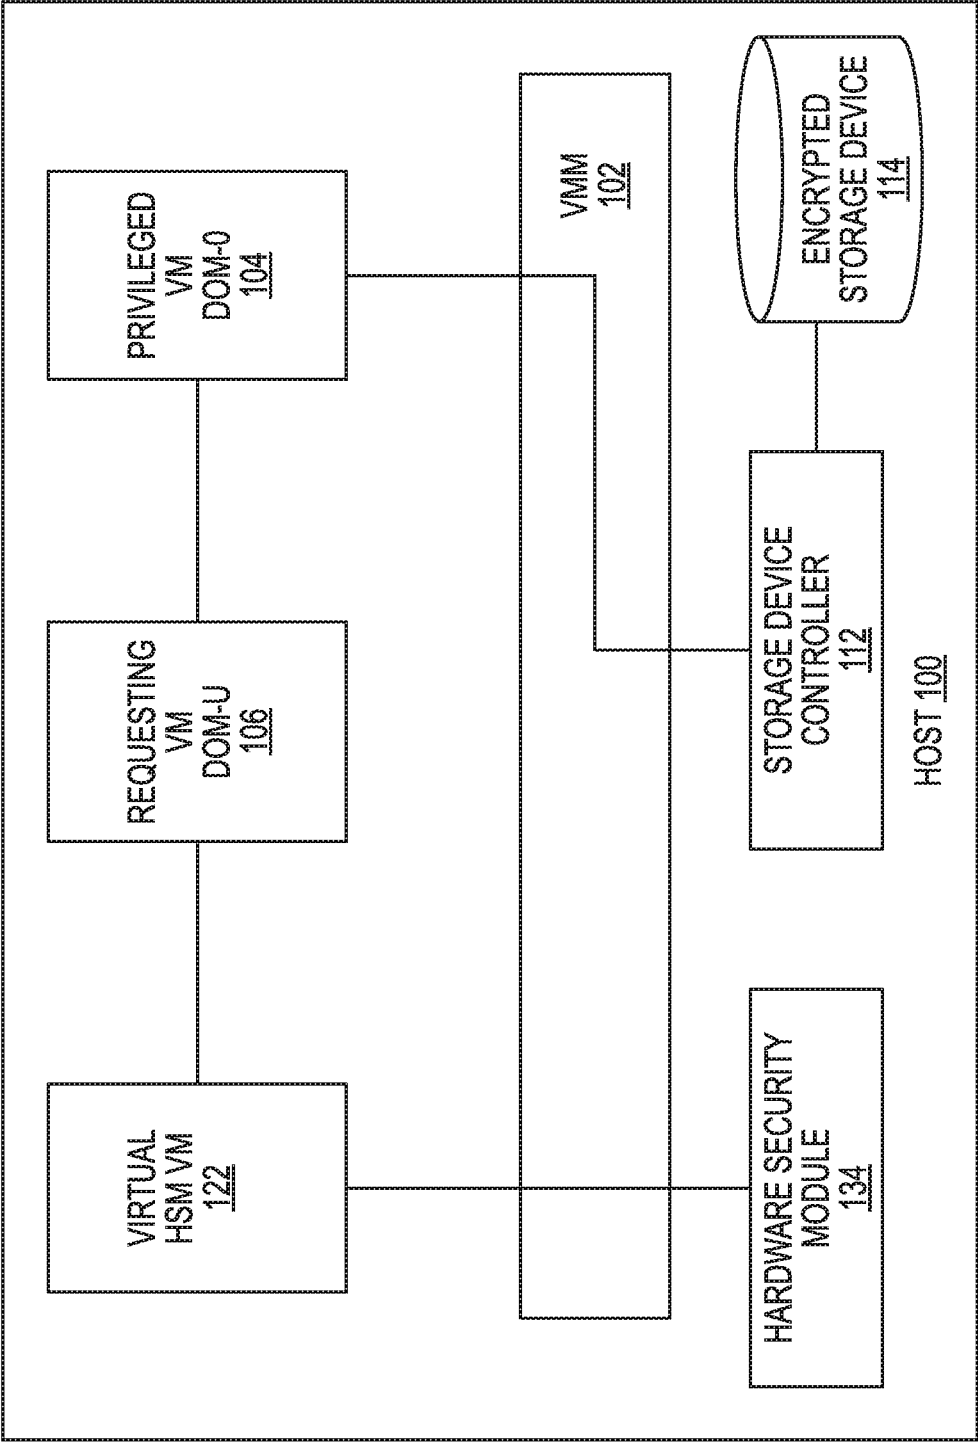 VIRTUAL
HSM VM
122
REQUESTING
VM
DOM-U
106
PRIVILEGED
VM
DOM-0
104
VMM
102
HARDWARE SECURITY
MODULE
134
STORAGE DEVICE
CONTROLLER
112
ENCRYPTED
STORAGE DEVICE
114
HOST 100